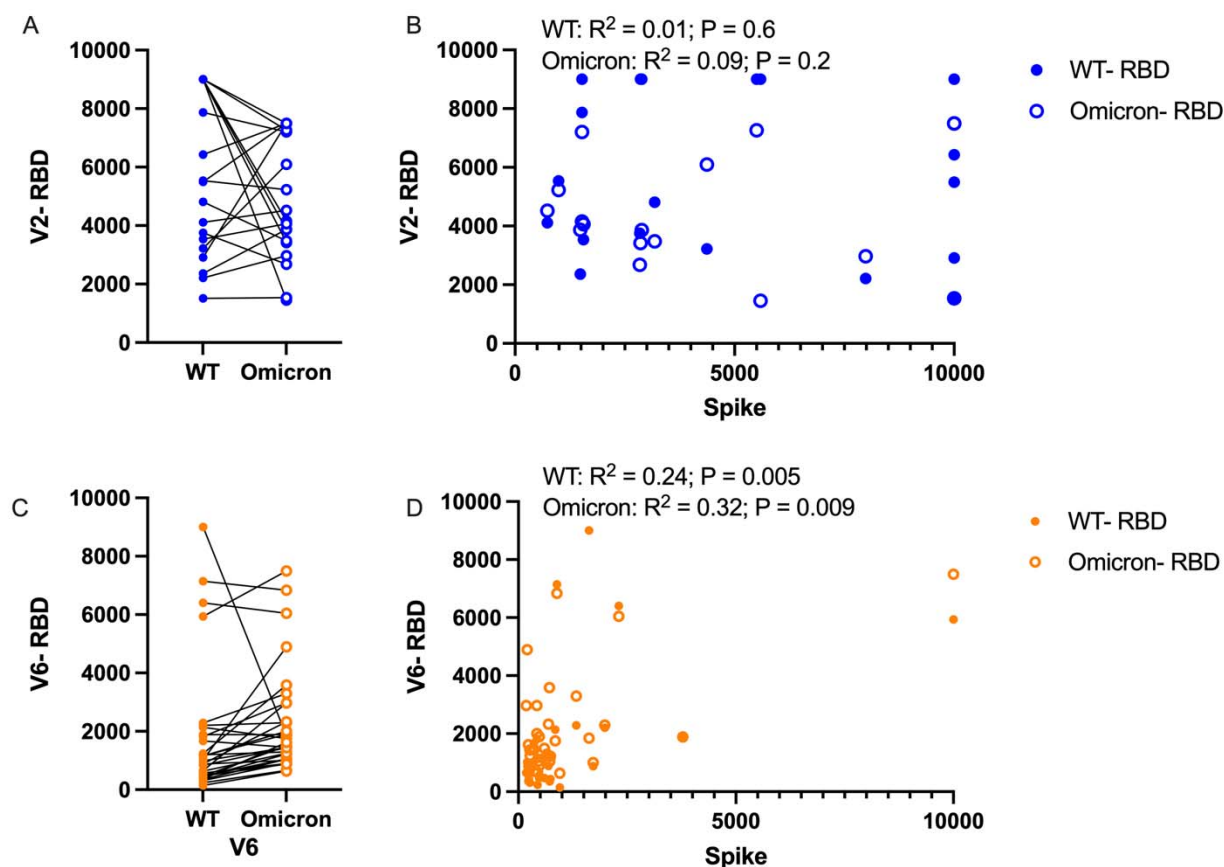 A
10000
8000
6000
4000
2000
0
V2- RBD
WT Omicron
B
WT: R² = 0.01; P = 0.6
Omicron: R² = 0.09; P = 0.2
10000
8000
6000
4000
2000
0
V2- RBD
0 5000 10000
Spike
WT- RBD
Omicron- RBD
C
10000
8000
6000
4000
2000
0
V6- RBD
WT Omicron
V6
D
WT: R² = 0.24; P = 0.005
Omicron: R² = 0.32; P = 0.009
10000
8000
6000
4000
2000
0
V6- RBD
0 5000 10000
Spike
WT- RBD
Omicron- RBD